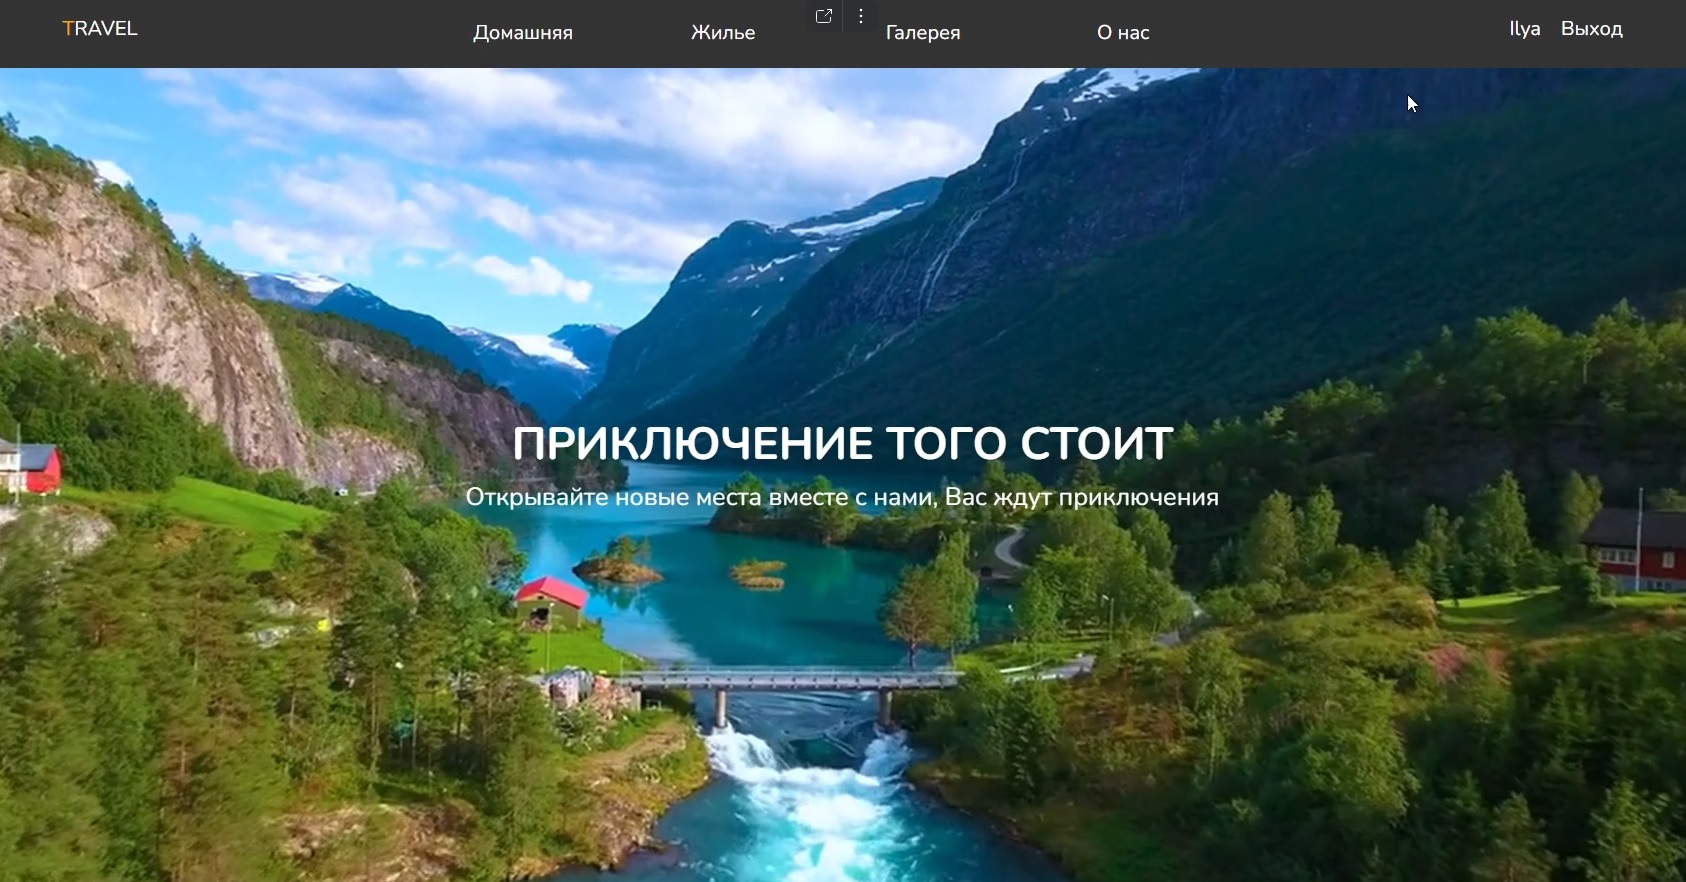 TRAVEL
Домашняя
Жилье
Галерея
О нас
Ilya
Выход
ПРИКЛЮЧЕНИЕ ТОГО СТОИТ
Открывайте новые места вместе с нами, Вас ждут приключения